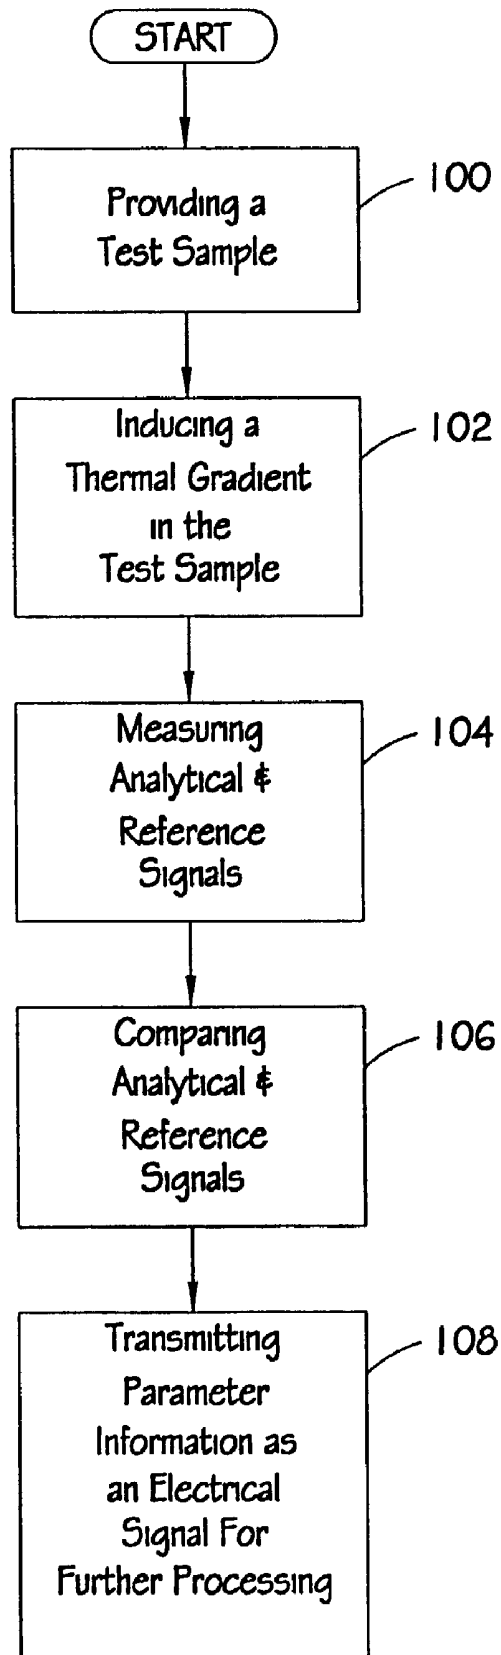 START
Providing a
Test Sample
100
Inducing a
Thermal Gradient
in the
Test Sample
102
Measuring
Analytical &
Reference
Signals
104
Comparing
Analytical &
Reference
Signals
106
Transmitting
Parameter
Information as
an Electrical
Signal For
Further Processing
108